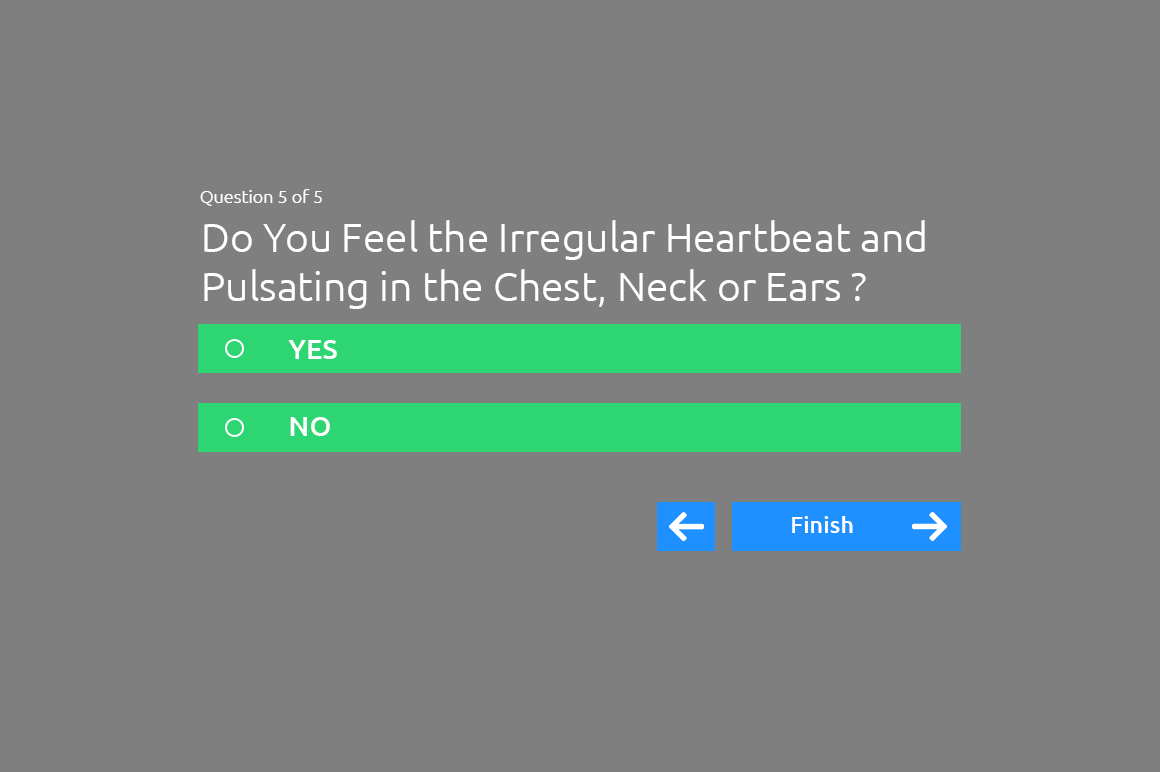 Question 5 of 5
Do You Feel the Irregular Heartbeat and
Pulsating in the Chest, Neck or Ears ?
YES
NO
Finish